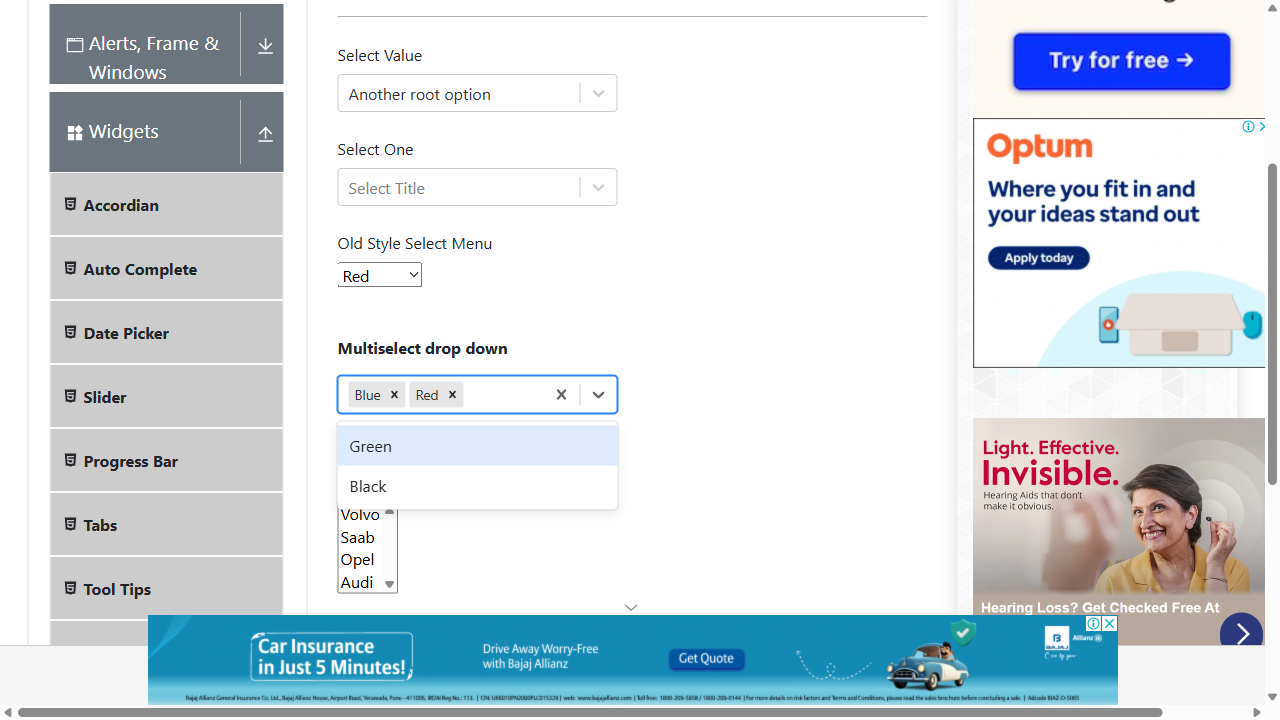 Alerts, Frame &
Windows
Widgets
Accordian
Auto Complete
Date Picker
Slider
Progress Bar
Tabs
Tool Tips
Select Value
Another root option
Select One
Select Title
Old Style Select Menu
Red
Multiselect drop down
Blue
Red
Green
Black
Volvo
Saab
Opel
Audi
Try for free →
Optum
Where you fit in and
your ideas stand out
Apply today
Light. Effective.
Invisible.
Hearing Aids that don't
make it obvious.
Hearing Loss? Get Checked Free At
Car Insurance
in Just 5 Minutes!
Drive Away Worry-Free
with Bajaj Allianz
Get Quote
BAJAJ
Allianz